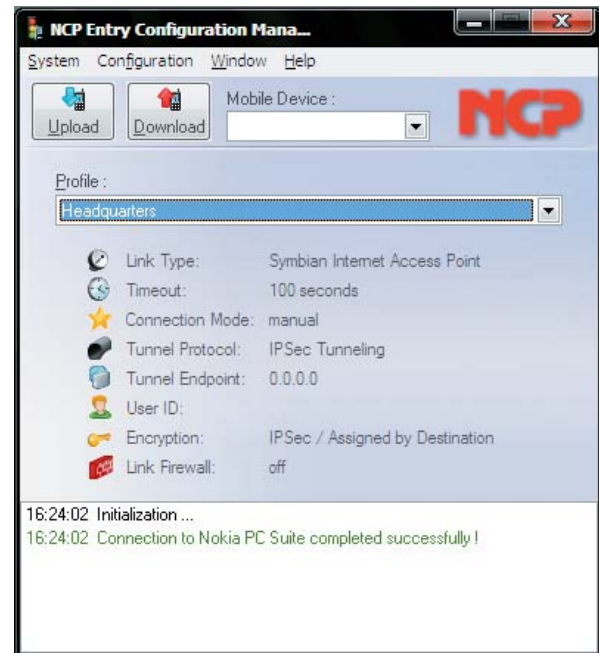 NCP Entry Configuration Mana...
System Configuration Window Help
Upload
Download
Mobile Device :
NCP
Profile :
Headquarters
Link Type: Symbian Internet Access Point
Timeout: 100 seconds
Connection Mode: manual
Tunnel Protocol: IPSec Tunneling
Tunnel Endpoint: 0.0.0.0
User ID:
Encryption: IPSec / Assigned by Destination
Link Firewall: off
16:24:02 Initialization ...
16:24:02 Connection to Nokia PC Suite completed successfully !